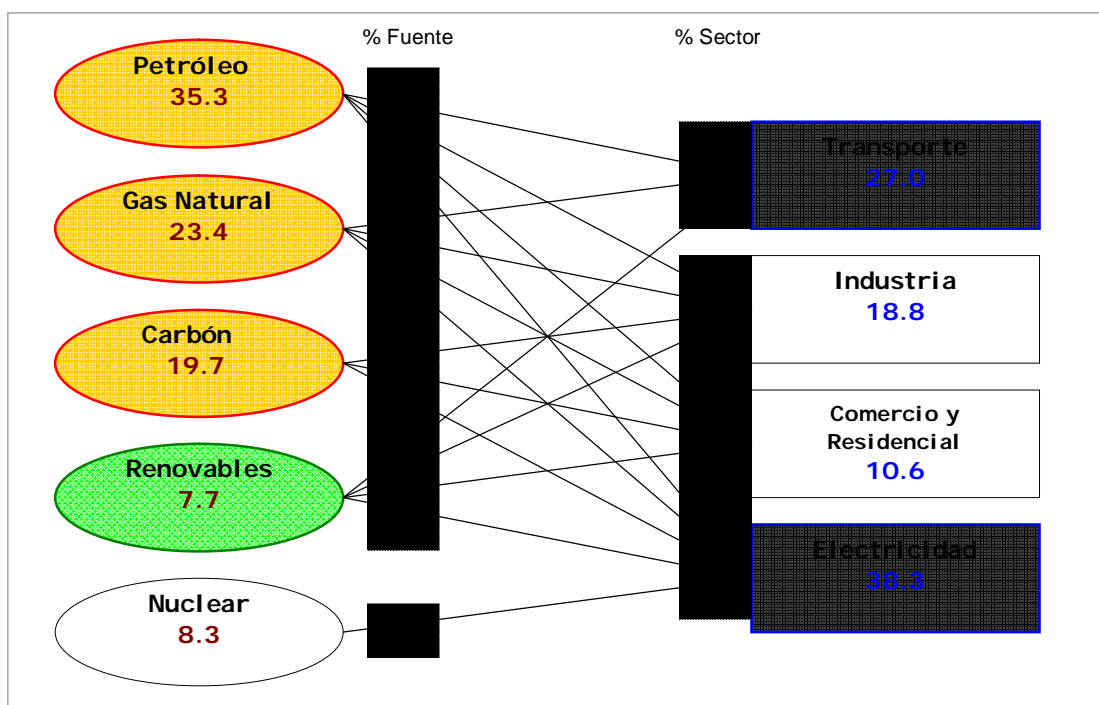 % Fuente
% Sector
Petróleo
35.3
Gas Natural
23.4
Carbón
19.7
Renovables
7.7
Nuclear
8.3
Transporte
27.0
Industria
18.8
Comercio y
Residencial
10.6
Electricidad
38.3